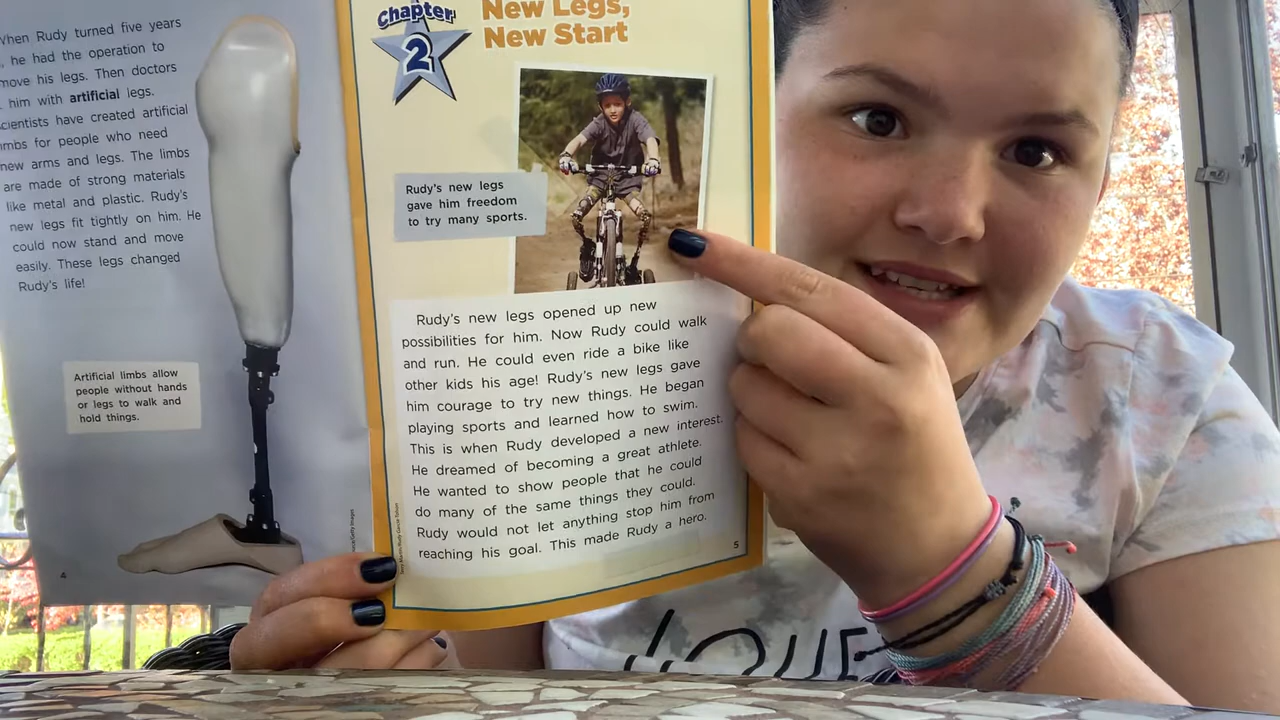 When Rudy turned five years
, he had the operation to
move his legs. Then doctors
him with artificial legs.
cientists have created artificial
mbs for people who need
new arms and legs. The limbs
are made of strong materials
like metal and plastic. Rudy's
new legs fit tightly on him. He
could now stand and move
easily. These legs changed
Rudy's life!
Artificial limbs allow
people without hands
or legs to walk and
hold things.
4
Chapter
2
New Legs,
New Start
Rudy's new legs
gave him freedom
to try many sports.
Rudy's new legs opened up new
possibilities for him. Now Rudy could walk
and run. He could even ride a bike like
other kids his age! Rudy's new legs gave
him courage to try new things. He began
playing sports and learned how to swim.
This is when Rudy developed a new interest.
He dreamed of becoming a great athlete.
He wanted to show people that he could
do many of the same things they could.
Rudy would not let anything stop him from
reaching his goal. This made Rudy a hero.
5
LOVE